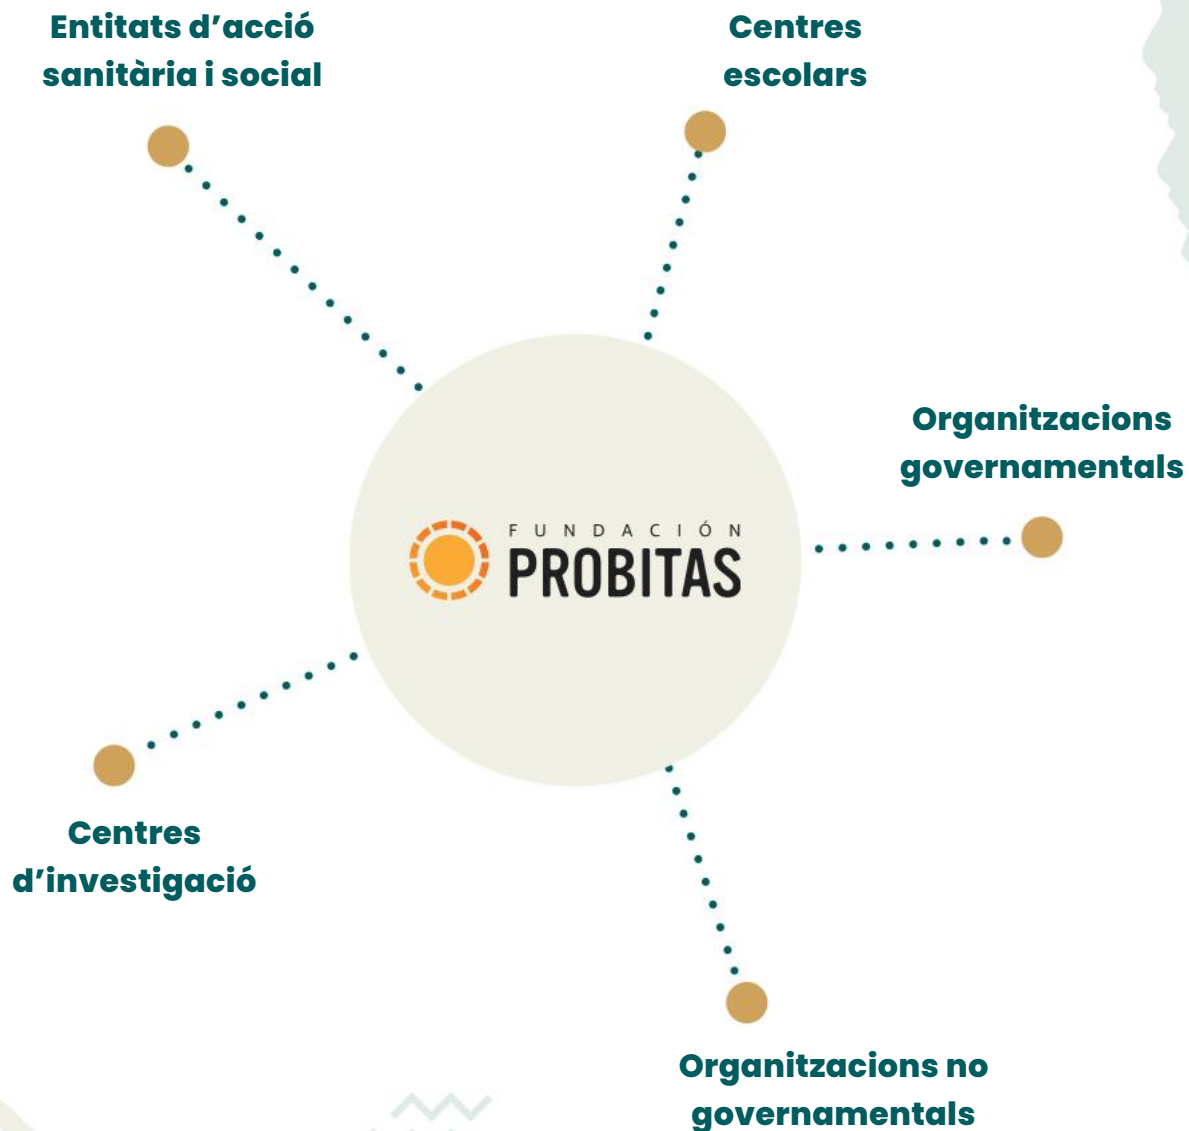 Entitats d’acció
sanitària i social
Centres
escolars
Organitzacions
governamentals
FUNDACIÓN
PROBITAS
Centres
d’investigació
Organitzacions no
governamentals